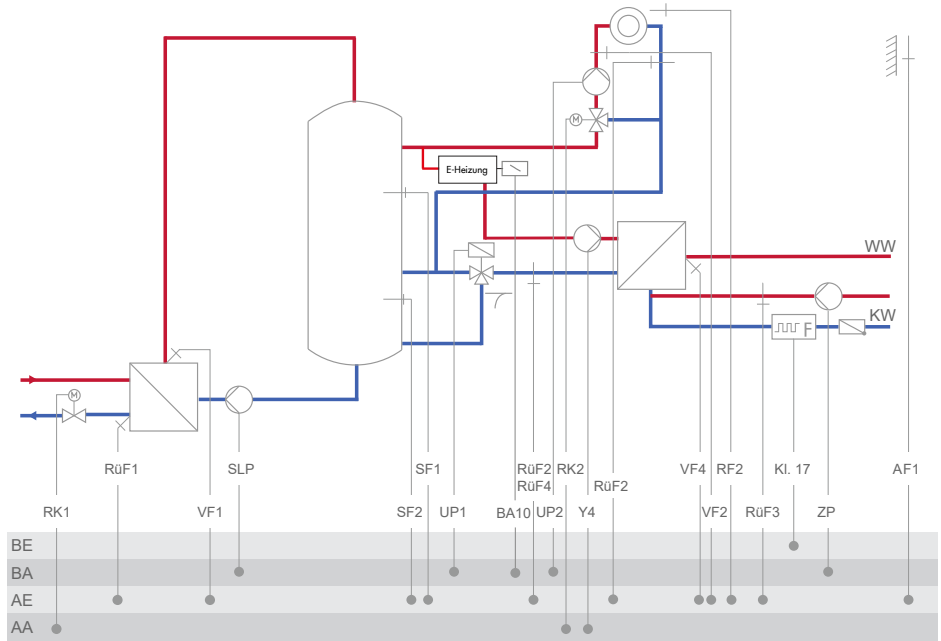 M
E-Heizung
WW
KW
F
M
RüF1
SLP
SF1
RüF2
RK2
VF4
RF2
Kl. 17
AF1
RüF4
RüF2
RK1
VF1
SF2
UP1
BA10
UP2
Y4
VF2
RüF3
ZP
BE
BA
AE
AA